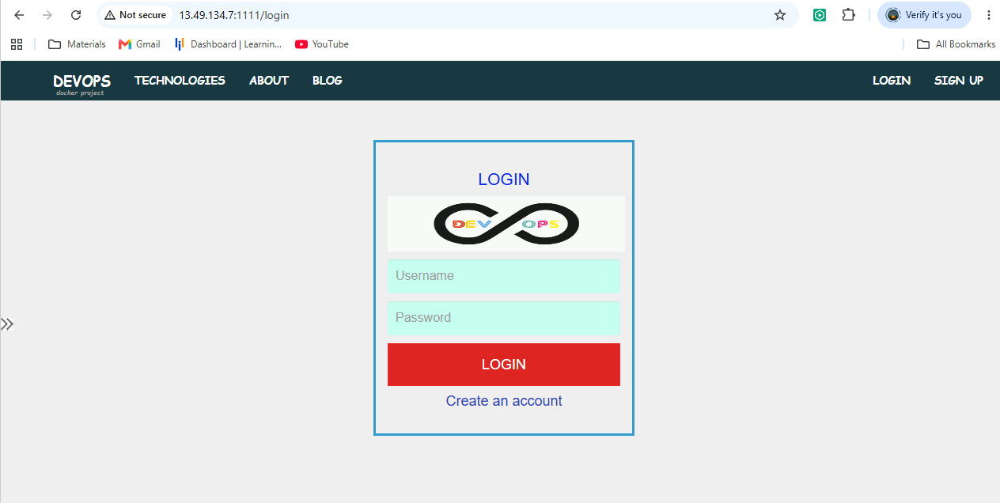 Not secure 13.49.134.7:1111/login Verify it's you
Materials Gmail Dashboard | Learnin... YouTube All Bookmarks
DEVOPS TECHNOLOGIES ABOUT BLOG LOGIN SIGN UP
docker project
LOGIN
DEV OPS
Username
Password
LOGIN
Create an account